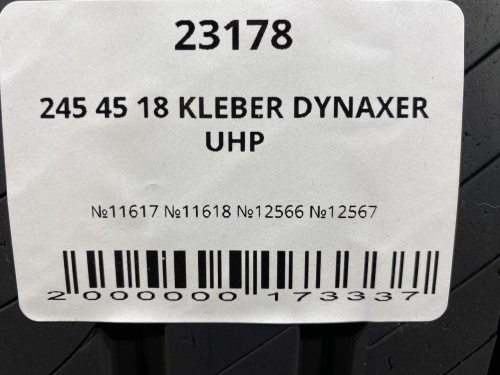 23178
245 45 18 KLEBER DYNAXER
UHP
№11617 №11618 №12566 №12567
2 000000 173337